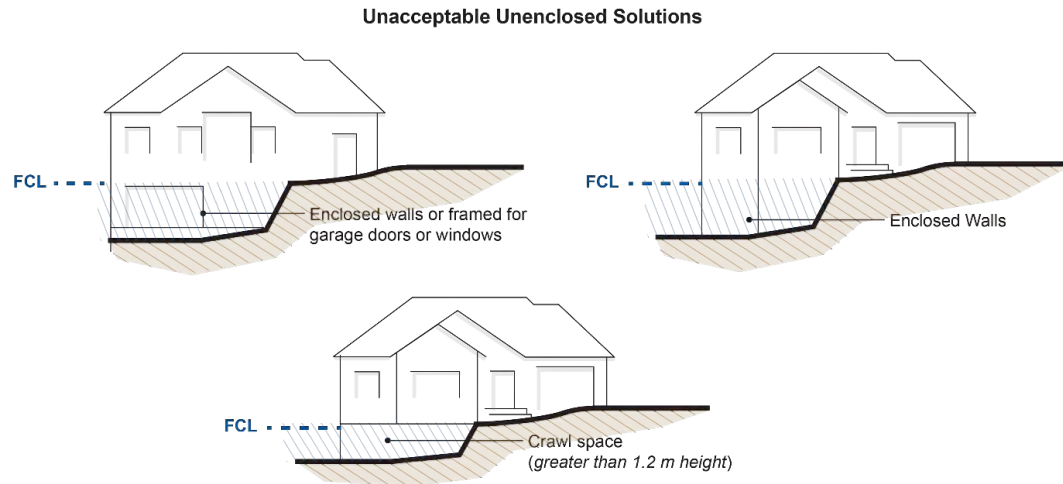 Unacceptable Unenclosed Solutions
FCL
Enclosed walls or framed for
garage doors or windows
FCL
Enclosed Walls
FCL
Crawl space
(greater than 1.2 m height)